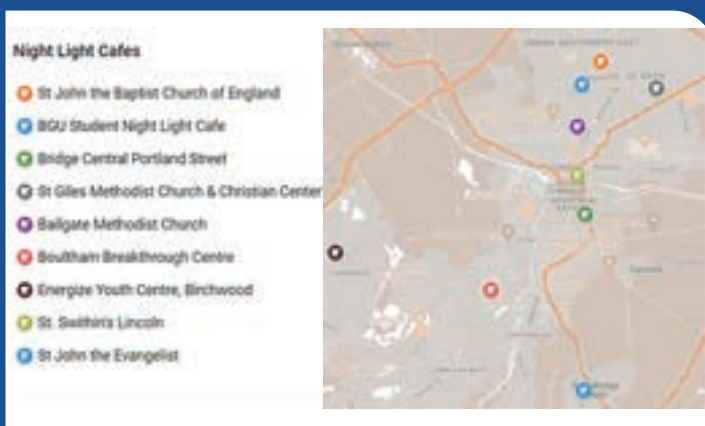 Night Light Cafes
St John the Baptist Church of England
BGU Student Night Light Cafe
Bridge Central Portland Street
St Giles Methodist Church & Christian Center
Bailgate Methodist Church
Boultham Breakthrough Centre
Energize Youth Centre, Birchwood
St. Swithin's Lincoln
St John the Evangelist